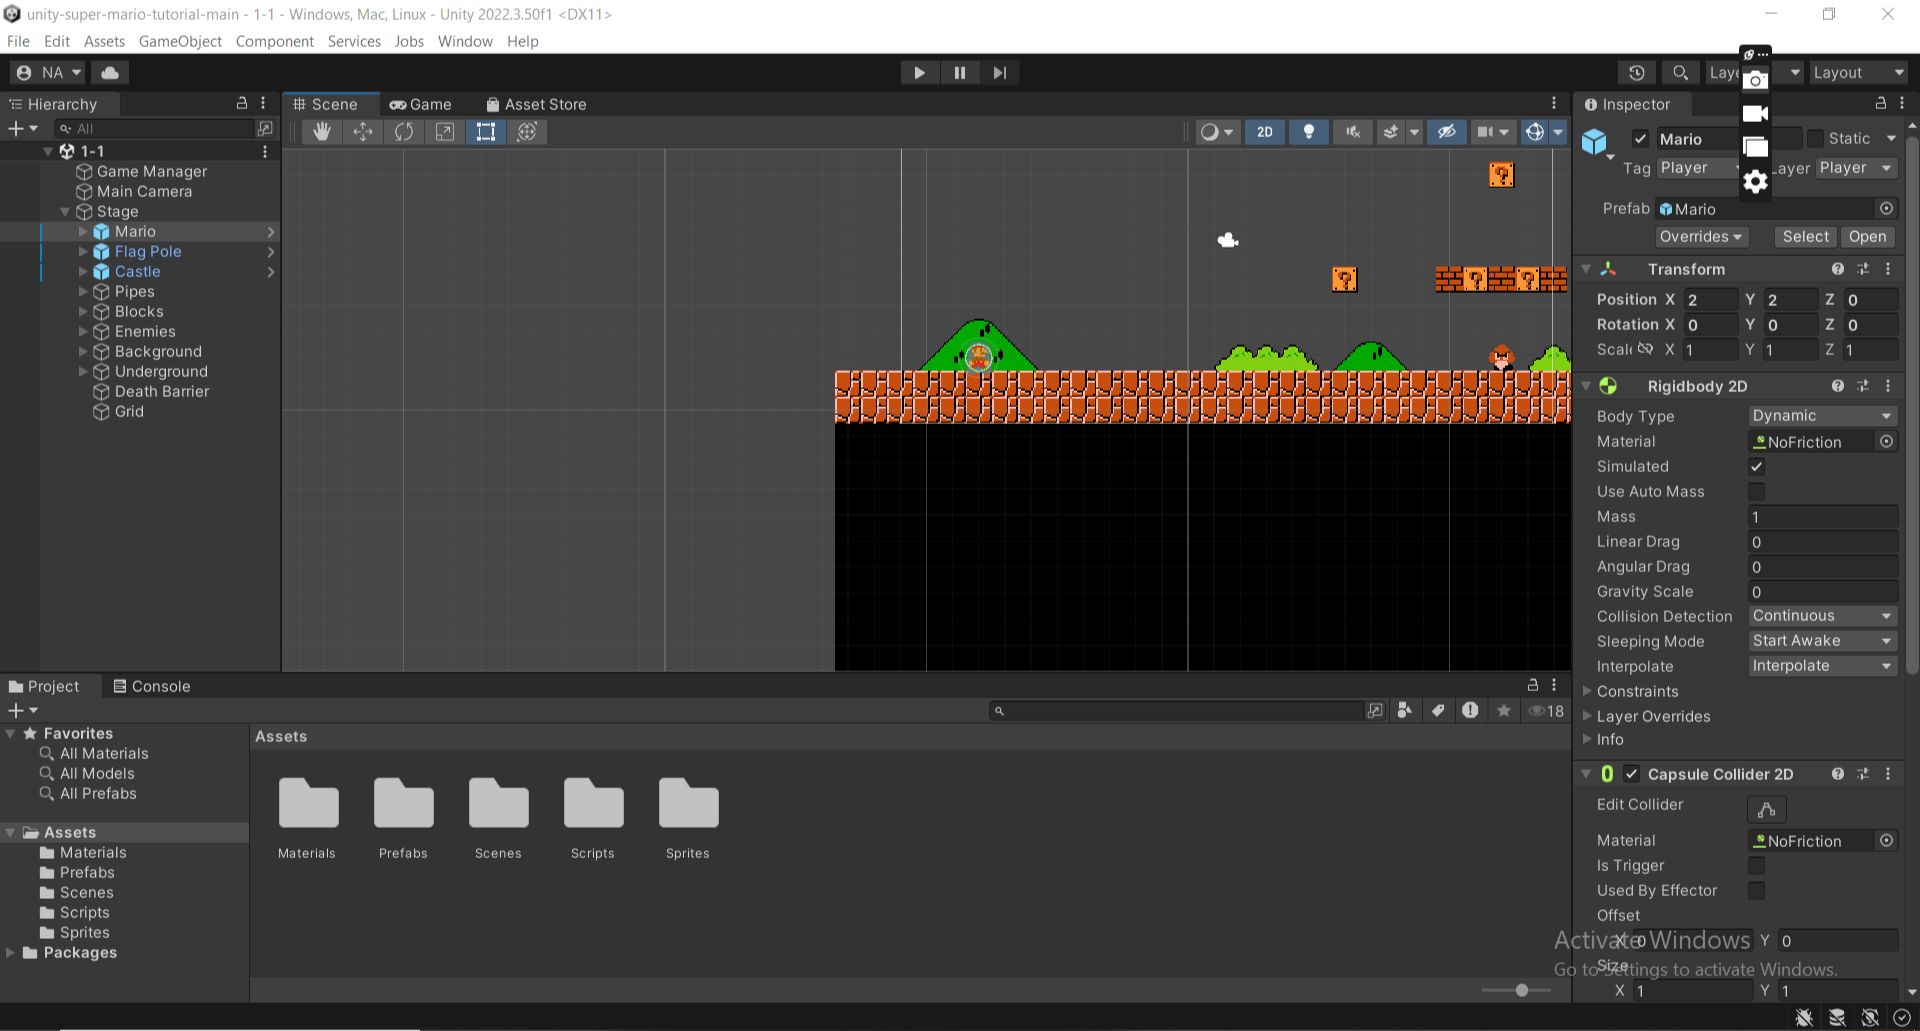 unity-super-mario-tutorial-main - 1-1 - Windows, Mac, Linux - Unity 2022.3.50f1 <DX11>
File Edit Assets GameObject Component Services Jobs Window Help
NA
Layout
Hierarchy
Scene Game Asset Store
Inspector
All
2D
1-1
Game Manager
Main Camera
Stage
Mario
Flag Pole
Castle
Pipes
Blocks
Enemies
Background
Underground
Death Barrier
Grid
Mario Static
Tag Player Player
Prefab Mario
Overrides Select Open
Transform
Position X 2 Y 2 Z 0
Rotation X 0 Y 0 Z 0
X 1 Y 1 Z 1
Rigidbody 2D
Body Type Dynamic
Material NoFriction
Simulated
Use Auto Mass
Mass 1
Linear Drag 0
Angular Drag 0
Gravity Scale 0
Collision Detection Continuous
Sleeping Mode Start Awake
Interpolate Interpolate
Constraints
Layer Overrides
Info
Capsule Collider 2D
Edit Collider
Material NoFriction
Is Trigger
Used By Effector
Offset
X 0 Y 0
Size
X 1 Y 1
Project Console
18
Favorites
All Materials
All Models
All Prefabs
Assets
Materials
Prefabs
Scenes
Scripts
Sprites
Packages
Assets
Materials Prefabs Scenes Scripts Sprites
Activate Windows
Go to Settings to activate Windows.